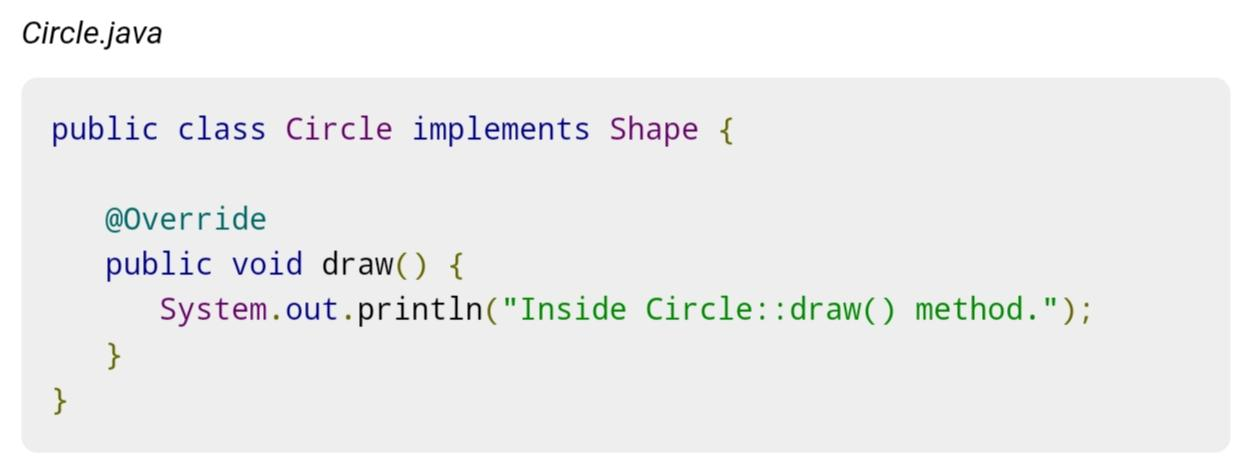 Circle.java
public class Circle implements Shape {
@Override
public void draw() {
System.out.println("Inside Circle::draw() method.");
}
}